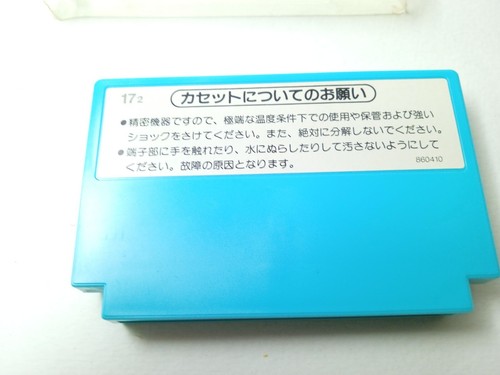 17₂
カセットについてのお願い
●精密機器ですので、極端な温度条件下での使用や保管および強い
ショックをさけてください。また、絶対に分解しないでください。
●端子部に手を触れたり、水にぬらしたりして汚さないようにして
ください。故障の原因となります。
860410